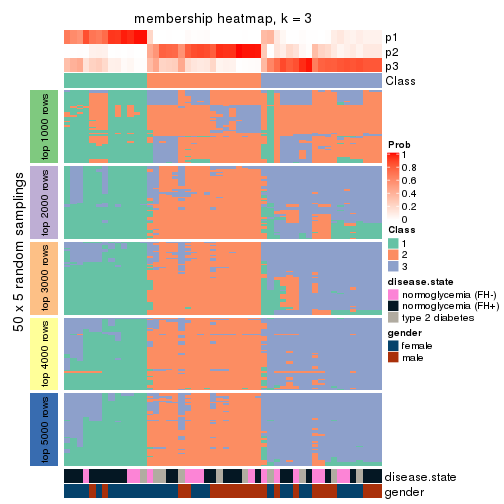 membership heatmap, k = 3
p1
p2
p3
Class
50 x 5 random samplings
top 1000 rows
top 2000 rows
top 3000 rows
top 4000 rows
top 5000 rows
disease.state
gender
Prob
1
0.8
0.6
0.4
0.2
0
Class
1
2
3
disease.state
normoglycemia (FH-)
normoglycemia (FH+)
type 2 diabetes
gender
female
male